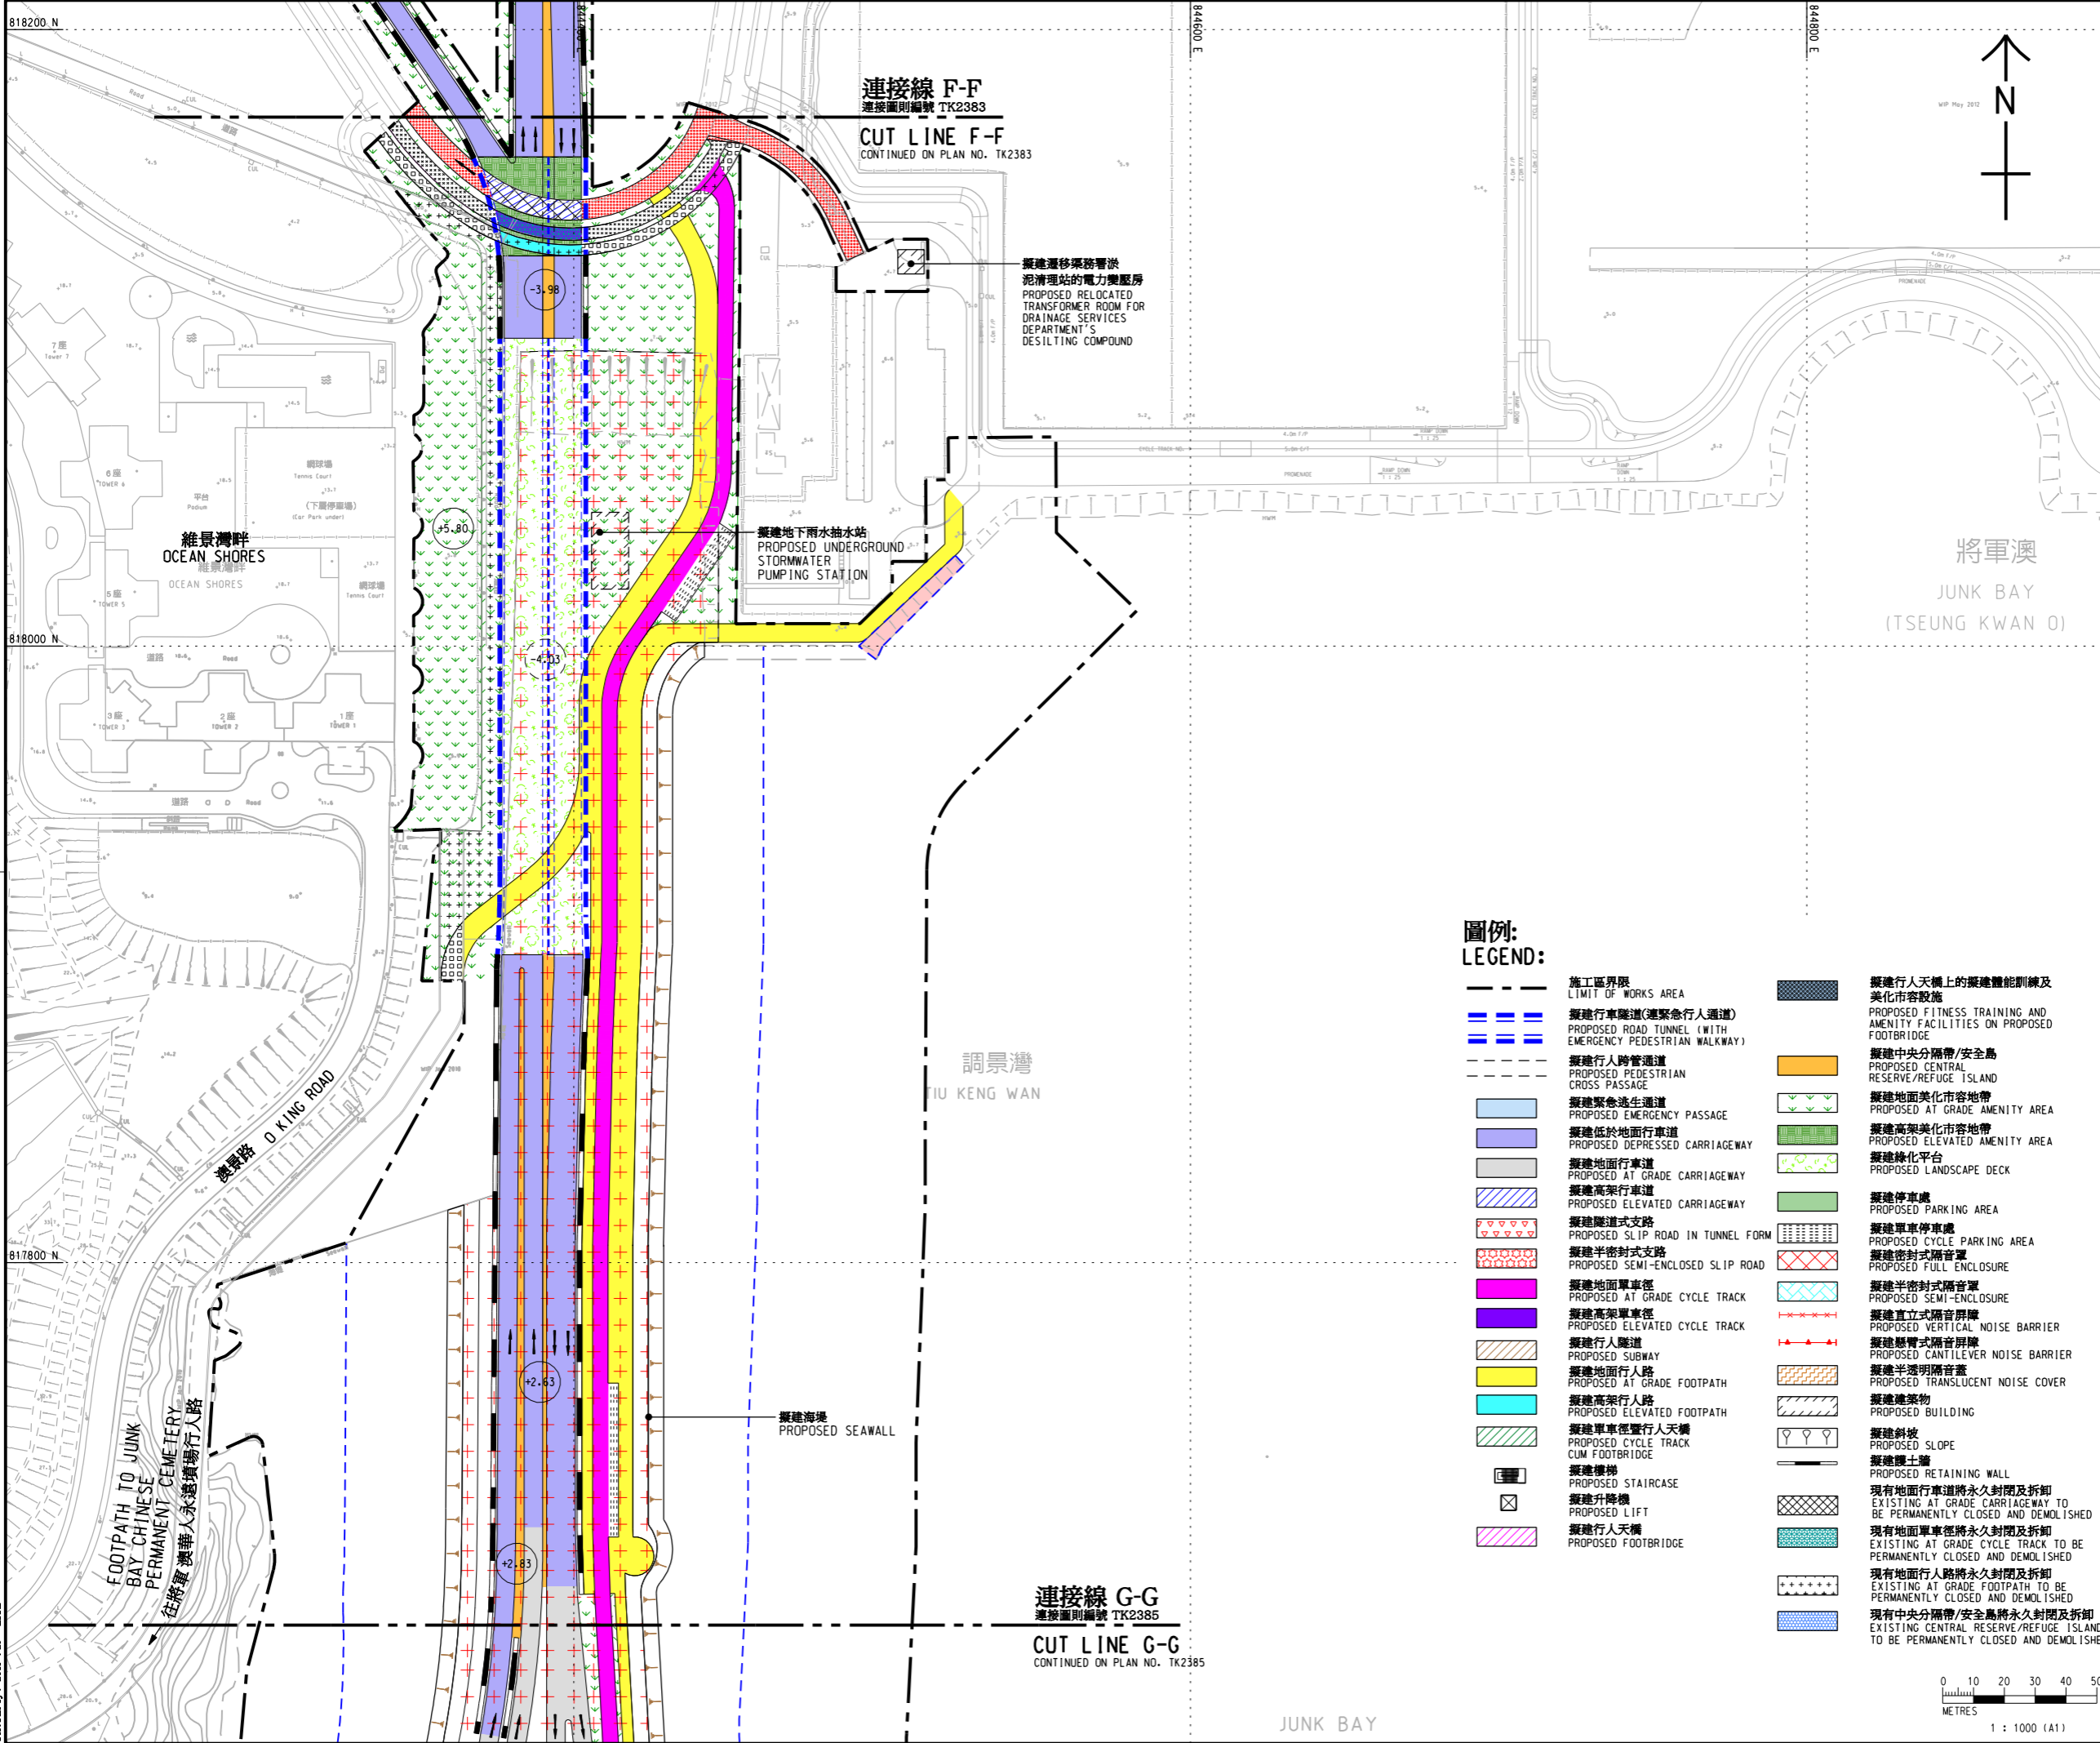 818200 N
844600 E
844800 E
連接線 F-F
連接圖則編號 TK2383
CUT LINE F-F
CONTINUED ON PLAN NO. TK2383
N
WIP May 2012
擬建遷移渠務署淤
泥清理站的電力變壓房
PROPOSED RELOCATED
TRANSFORMER ROOM FOR
DRAINAGE SERVICES
DEPARTMENT'S
DESILTING COMPOUND
-3.98
7座
Tower 7
6座
TOWER 6
平台
Podium
網球場
Tennis Court
(下層停車場)
(Car Park under)
維景灣畔
OCEAN SHORES
維景灣畔
OCEAN SHORES
5座
TOWER 5
網球場
Tennis Court
+5.80
擬建地下雨水抽水站
PROPOSED UNDERGROUND
STORMWATER
PUMPING STATION
PROMENADE
PROMENADE
將軍澳
JUNK BAY
(TSEUNG KWAN O)
818000 N
道路
Road
-4.03
3座
TOWER 3
2座
TOWER 2
1座
TOWER 1
道路
Road
調景灣
TIU KENG WAN
澳景路 O KING ROAD
817800 N
+2.63
擬建海堤
PROPOSED SEAWALL
+2.83
FOOTPATH TO JUNK
BAY CHINESE
PERMANENT CEMETERY
往將軍澳華人永遠墳場行人路
連接線 G-G
連接圖則編號 TK2385
CUT LINE G-G
CONTINUED ON PLAN NO. TK2385
JUNK BAY
圖例:
LEGEND:
施工區界限
LIMIT OF WORKS AREA
擬建行車隧道(連緊急行人通道)
PROPOSED ROAD TUNNEL (WITH
EMERGENCY PEDESTRIAN WALKWAY)
擬建行人跨管通道
PROPOSED PEDESTRIAN
CROSS PASSAGE
擬建緊急逃生通道
PROPOSED EMERGENCY PASSAGE
擬建低於地面行車道
PROPOSED DEPRESSED CARRIAGEWAY
擬建地面行車道
PROPOSED AT GRADE CARRIAGEWAY
擬建高架行車道
PROPOSED ELEVATED CARRIAGEWAY
擬建隧道式支路
PROPOSED SLIP ROAD IN TUNNEL FORM
擬建半密封式支路
PROPOSED SEMI-ENCLOSED SLIP ROAD
擬建地面單車徑
PROPOSED AT GRADE CYCLE TRACK
擬建高架單車徑
PROPOSED ELEVATED CYCLE TRACK
擬建行人隧道
PROPOSED SUBWAY
擬建地面行人路
PROPOSED AT GRADE FOOTPATH
擬建高架行人路
PROPOSED ELEVATED FOOTPATH
擬建單車徑暨行人天橋
PROPOSED CYCLE TRACK
CUM FOOTBRIDGE
擬建樓梯
PROPOSED STAIRCASE
擬建升降機
PROPOSED LIFT
擬建行人天橋
PROPOSED FOOTBRIDGE
擬建行人天橋上的擬建體能訓練及
美化市容設施
PROPOSED FITNESS TRAINING AND
AMENITY FACILITIES ON PROPOSED
FOOTBRIDGE
擬建中央分隔帶/安全島
PROPOSED CENTRAL
RESERVE/REFUGE ISLAND
擬建地面美化市容地帶
PROPOSED AT GRADE AMENITY AREA
擬建高架美化市容地帶
PROPOSED ELEVATED AMENITY AREA
擬建綠化平台
PROPOSED LANDSCAPE DECK
擬建停車處
PROPOSED PARKING AREA
擬建單車停車處
PROPOSED CYCLE PARKING AREA
擬建密封式隔音罩
PROPOSED FULL ENCLOSURE
擬建半密封式隔音罩
PROPOSED SEMI-ENCLOSURE
擬建直立式隔音屏障
PROPOSED VERTICAL NOISE BARRIER
擬建懸臂式隔音屏障
PROPOSED CANTILEVER NOISE BARRIER
擬建半透明隔音蓋
PROPOSED TRANSLUCENT NOISE COVER
擬建建築物
PROPOSED BUILDING
擬建斜坡
PROPOSED SLOPE
擬建護土牆
PROPOSED RETAINING WALL
現有地面行車道將永久封閉及拆卸
EXISTING AT GRADE CARRIAGEWAY TO
BE PERMANENTLY CLOSED AND DEMOLISHED
現有地面單車徑將永久封閉及拆卸
EXISTING AT GRADE CYCLE TRACK TO BE
PERMANENTLY CLOSED AND DEMOLISHED
現有地面行人路將永久封閉及拆卸
EXISTING AT GRADE FOOTPATH TO BE
PERMANENTLY CLOSED AND DEMOLISHED
現有中央分隔帶/安全島將永久封閉及拆卸
EXISTING CENTRAL RESERVE/REFUGE ISLAND
TO BE PERMANENTLY CLOSED AND DEMOLISHE
0 10 20 30 40 50
METRES
1 : 1000 (A1)